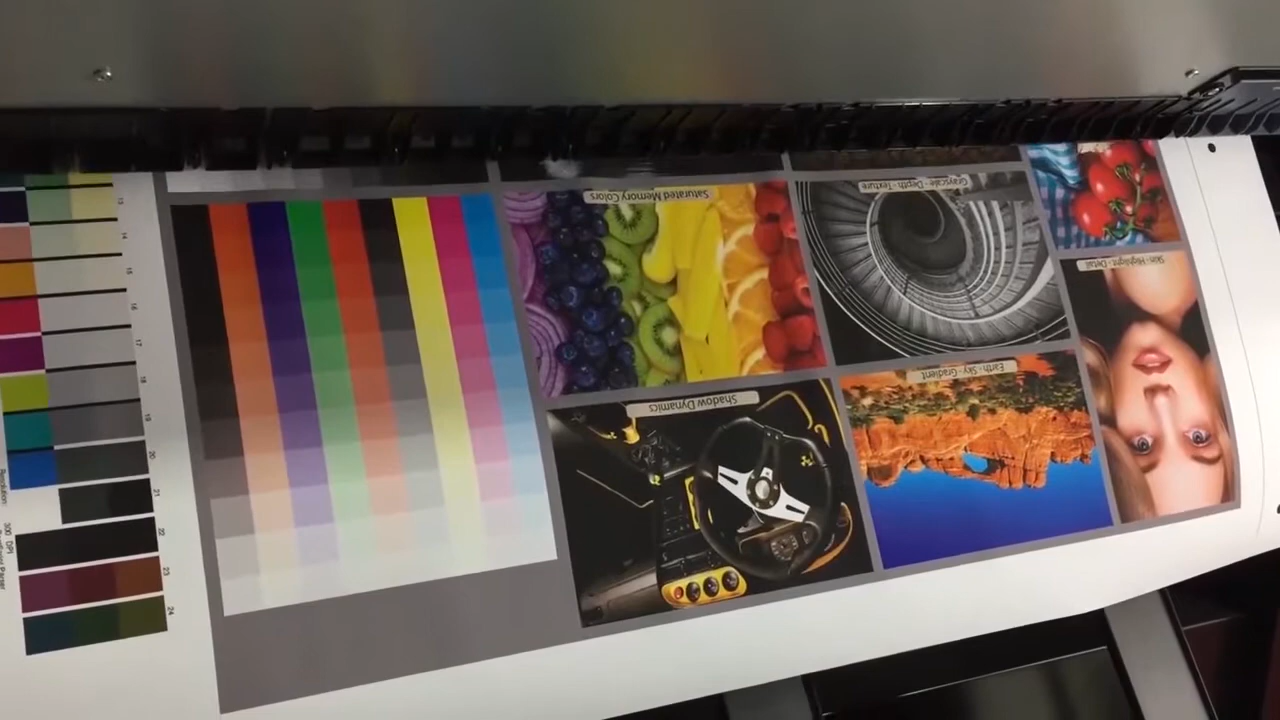 Saturated Memory Colors
Grayscale - Depth - Texture
Skin - Highlight - Detail
Earth - Sky - Gradient
Shadow Dynamics
13
14
15
16
17
18
19
20
21
22
23
24
Resolution:
300 DPI